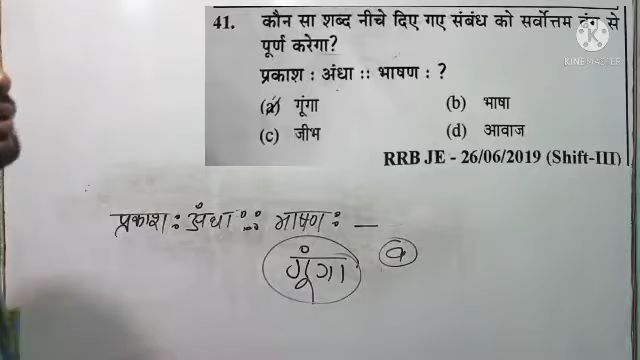 41. कौन सा शब्द नीचे दिए गए संबंध को सर्वोत्तम ढंग से
पूर्ण करेगा?
प्रकाश : अंधा :: भाषण : ?
(a) गूंगा (b) भाषा
(c) जीभ (d) आवाज
RRB JE - 26/06/2019 (Shift-III)
KINEMASTER
प्रकाश : अंधा :: भाषण : _
गूंगा a